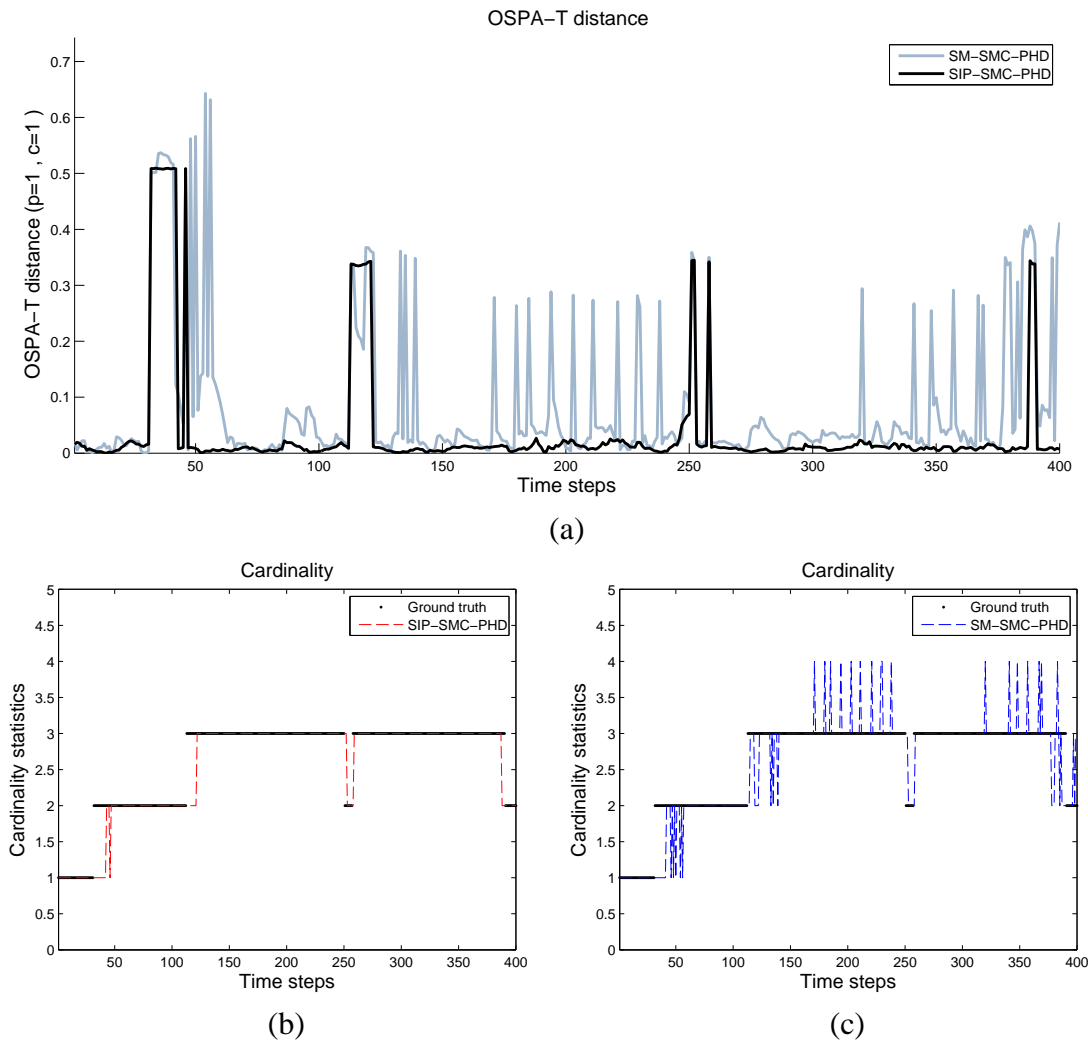 OSPA−T distance
OSPA−T distance (p=1 , c=1 )
0.7
0.6
0.5
0.4
0.3
0.2
0.1
0
SM−SMC−PHD
SIP−SMC−PHD
50 100 150 200 250 300 350 400
Time steps
(a)
Cardinality
Cardinality statistics
5
4.5
4
3.5
3
2.5
2
1.5
1
0.5
0
Ground truth
SIP−SMC−PHD
50 100 150 200 250 300 350 400
Time steps
(b)
Cardinality
Cardinality statistics
5
4.5
4
3.5
3
2.5
2
1.5
1
0.5
0
Ground truth
SM−SMC−PHD
50 100 150 200 250 300 350 400
Time steps
(c)